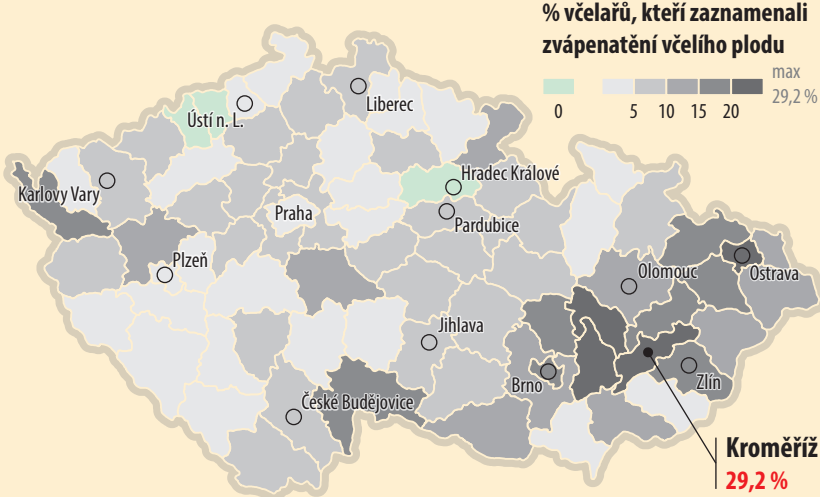 % včelařů, kteří zaznamenali
zvápenatění včelího plodu
max
29,2 %
0 5 10 15 20
Liberec
Ústí n. L.
Hradec Králové
Karlovy Vary
Praha
Pardubice
Plzeň
Olomouc
Ostrava
Jihlava
Brno
Zlín
České Budějovice
Kroměříž
29,2 %